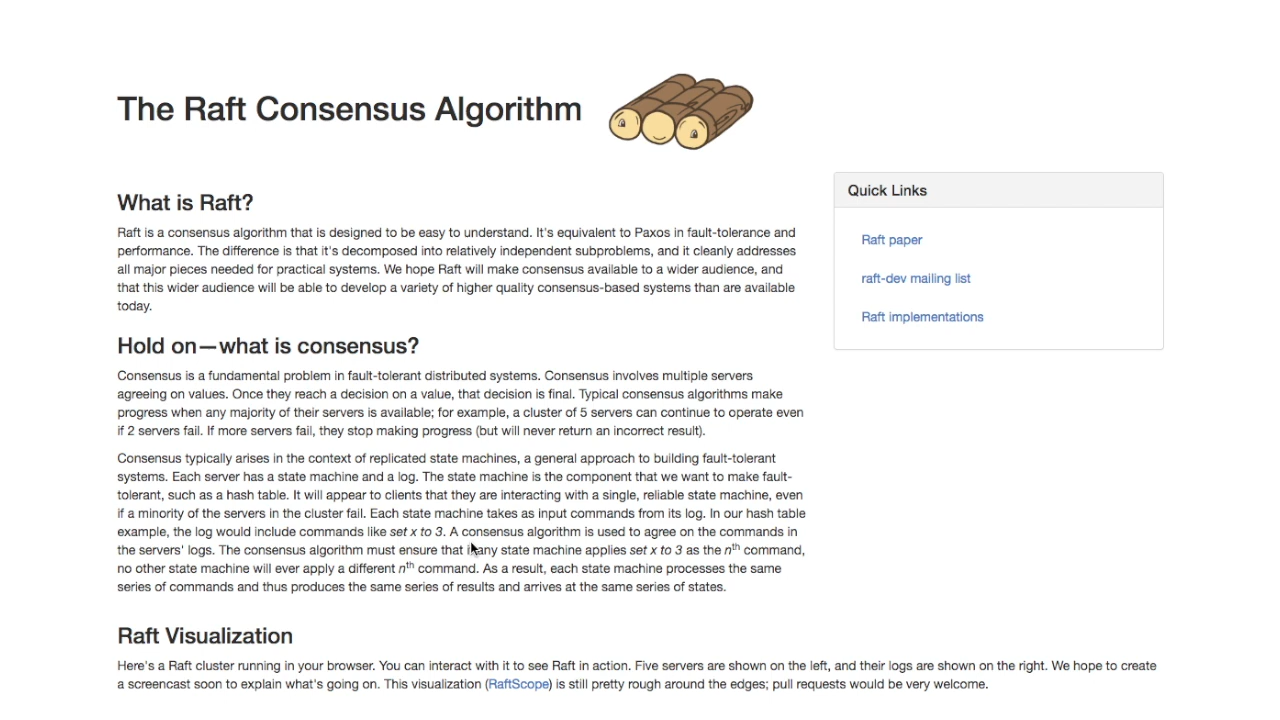 The Raft Consensus Algorithm
What is Raft?
Raft is a consensus algorithm that is designed to be easy to understand. It's equivalent to Paxos in fault-tolerance and
performance. The difference is that it's decomposed into relatively independent subproblems, and it cleanly addresses
all major pieces needed for practical systems. We hope Raft will make consensus available to a wider audience, and
that this wider audience will be able to develop a variety of higher quality consensus-based systems than are available
today.
Hold on—what is consensus?
Consensus is a fundamental problem in fault-tolerant distributed systems. Consensus involves multiple servers
agreeing on values. Once they reach a decision on a value, that decision is final. Typical consensus algorithms make
progress when any majority of their servers is available; for example, a cluster of 5 servers can continue to operate even
if 2 servers fail. If more servers fail, they stop making progress (but will never return an incorrect result).
Consensus typically arises in the context of replicated state machines, a general approach to building fault-tolerant
systems. Each server has a state machine and a log. The state machine is the component that we want to make fault-
tolerant, such as a hash table. It will appear to clients that they are interacting with a single, reliable state machine, even
if a minority of the servers in the cluster fail. Each state machine takes as input commands from its log. In our hash table
example, the log would include commands like set x to 3. A consensus algorithm is used to agree on the commands in
the servers' logs. The consensus algorithm must ensure that any state machine applies set x to 3 as the nth command,
no other state machine will ever apply a different nth command. As a result, each state machine processes the same
series of commands and thus produces the same series of results and arrives at the same series of states.
Raft Visualization
Here's a Raft cluster running in your browser. You can interact with it to see Raft in action. Five servers are shown on the left, and their logs are shown on the right. We hope to create
a screencast soon to explain what's going on. This visualization (RaftScope) is still pretty rough around the edges; pull requests would be very welcome.
Quick Links
Raft paper
raft-dev mailing list
Raft implementations